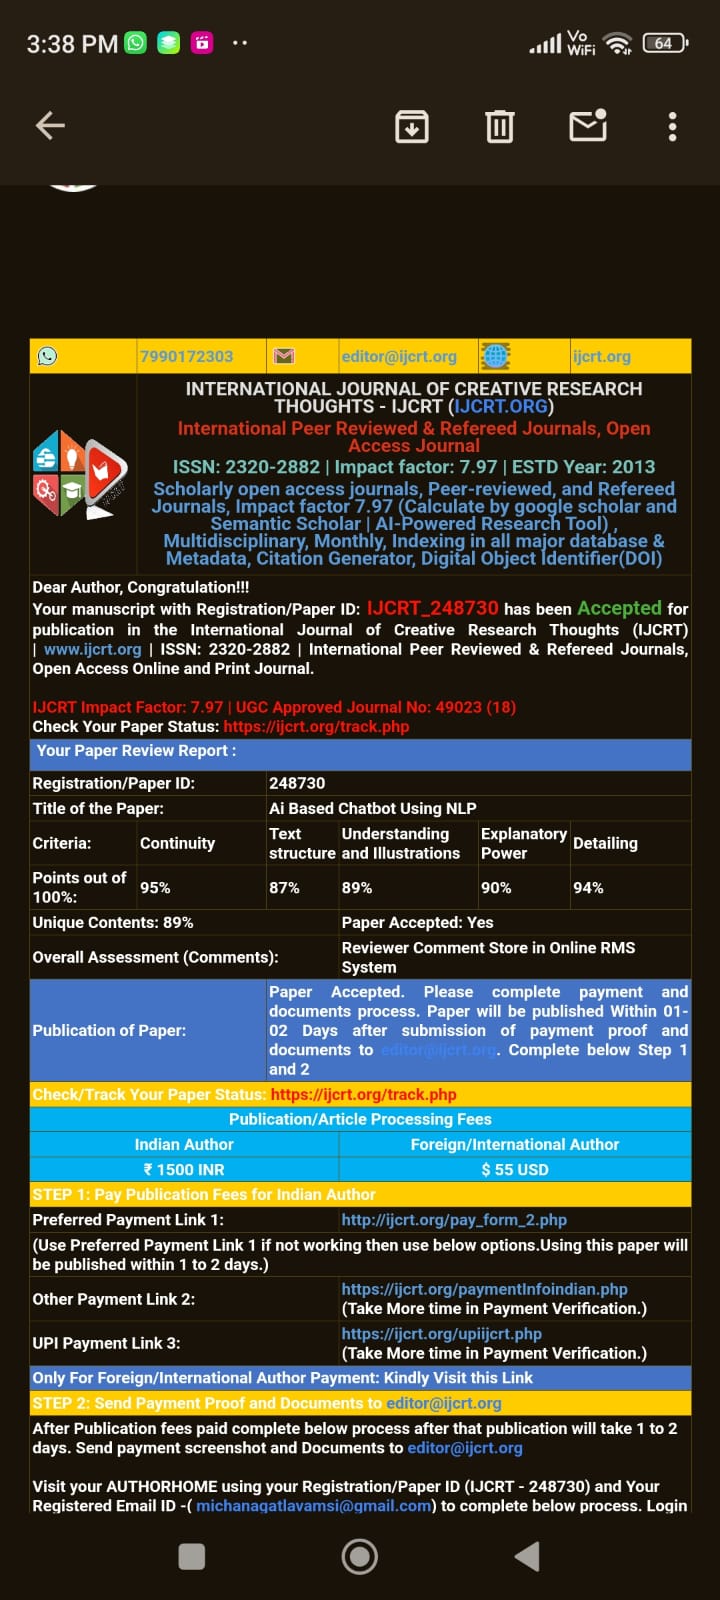 3:38 PM
Vo
WiFi
64
7990172303 editor@ijcrt.org ijcrt.org
INTERNATIONAL JOURNAL OF CREATIVE RESEARCH
THOUGHTS - IJCRT (IJCRT.ORG)
International Peer Reviewed & Refereed Journals, Open
Access Journal
ISSN: 2320-2882 | Impact factor: 7.97 | ESTD Year: 2013
Scholarly open access journals, Peer-reviewed, and Refereed
Journals, Impact factor 7.97 (Calculate by google scholar and
Semantic Scholar | AI-Powered Research Tool) ,
Multidisciplinary, Monthly, Indexing in all major database &
Metadata, Citation Generator, Digital Object Identifier(DOI)
Dear Author, Congratulation!!!
Your manuscript with Registration/Paper ID: IJCRT_248730 has been Accepted for
publication in the International Journal of Creative Research Thoughts (IJCRT)
| www.ijcrt.org | ISSN: 2320-2882 | International Peer Reviewed & Refereed Journals,
Open Access Online and Print Journal.
IJCRT Impact Factor: 7.97 | UGC Approved Journal No: 49023 (18)
Check Your Paper Status: https://ijcrt.org/track.php
Your Paper Review Report :
Registration/Paper ID: 248730
Title of the Paper: Ai Based Chatbot Using NLP
Criteria: Continuity Text structure Understanding and Illustrations Explanatory Power Detailing
Points out of 100%: 95% 87% 89% 90% 94%
Unique Contents: 89% Paper Accepted: Yes
Overall Assessment (Comments): Reviewer Comment Store in Online RMS
System
Publication of Paper:
Paper Accepted. Please complete payment and
documents process. Paper will be published Within 01-
02 Days after submission of payment proof and
documents to editor@ijcrt.org. Complete below Step 1
and 2
Check/Track Your Paper Status: https://ijcrt.org/track.php
Publication/Article Processing Fees
Indian Author Foreign/International Author
₹ 1500 INR $ 55 USD
STEP 1: Pay Publication Fees for Indian Author
Preferred Payment Link 1: http://ijcrt.org/pay_form_2.php
(Use Preferred Payment Link 1 if not working then use below options.Using this paper will
be published within 1 to 2 days.)
Other Payment Link 2: https://ijcrt.org/paymentInfoindian.php
(Take More time in Payment Verification.)
UPI Payment Link 3: https://ijcrt.org/upiijcrt.php
(Take More time in Payment Verification.)
Only For Foreign/International Author Payment: Kindly Visit this Link
STEP 2: Send Payment Proof and Documents to editor@ijcrt.org
After Publication fees paid complete below process after that publication will take 1 to 2
days. Send payment screenshot and Documents to editor@ijcrt.org
Visit your AUTHORHOME using your Registration/Paper ID (IJCRT - 248730) and Your
Registered Email ID -( michanagatlavamsi@gmail.com) to complete below process. Login